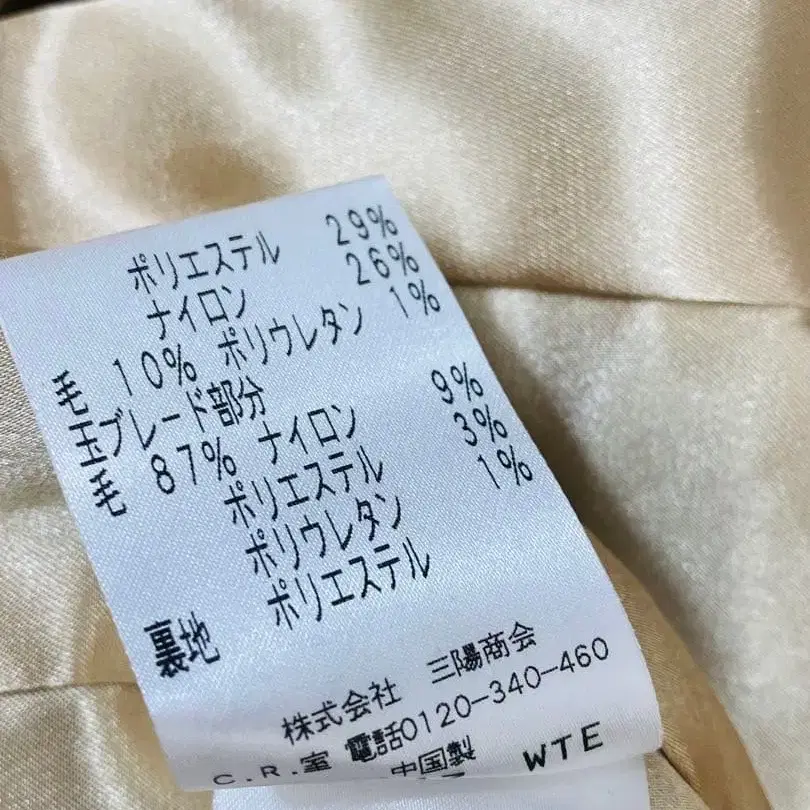 ポリエステル 29%
ナイロン 26%
毛 10% ポリウレタン 1%
玉ブレード部分
毛 87% ナイロン 9%
ポリエステル 3%
ポリウレタン 1%
裏地 ポリエステル
株式会社 三陽商会
C.R.室 電話0120-340-460
中国製 WTE